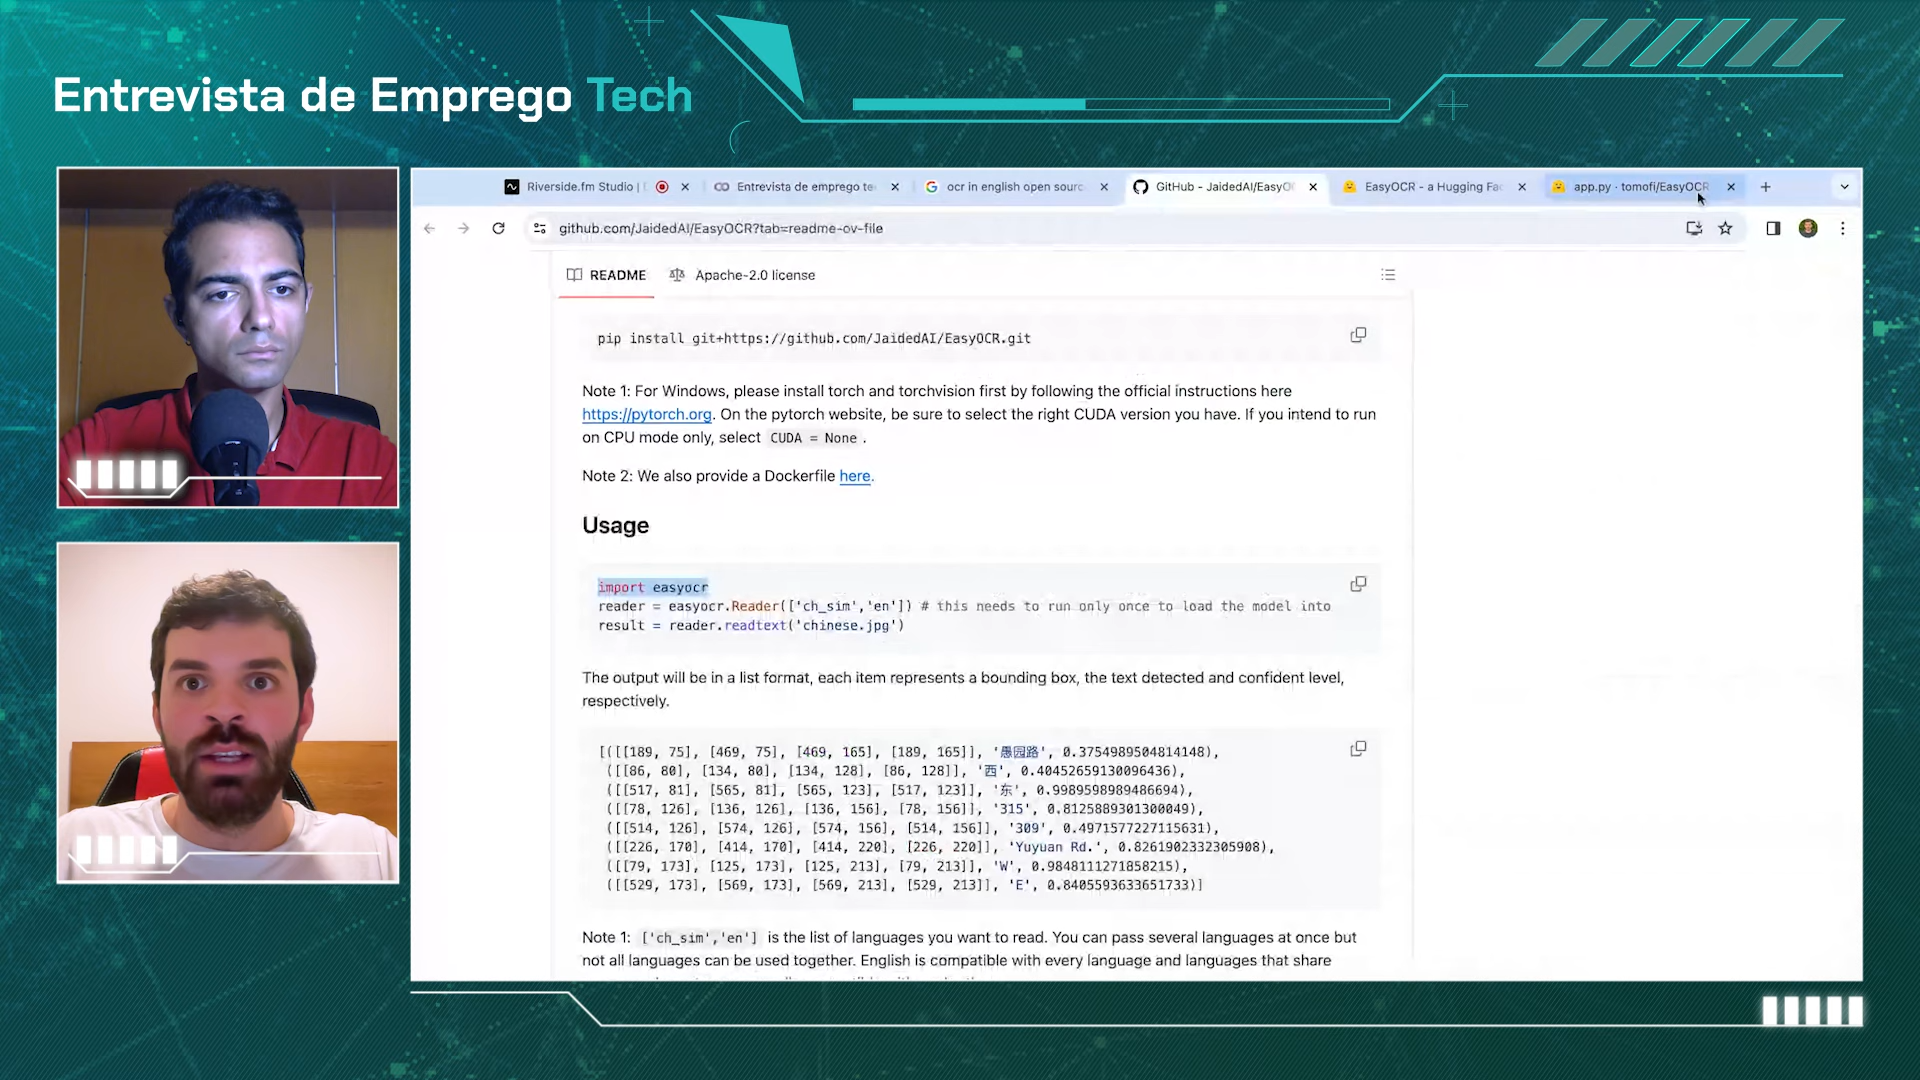 Entrevista de Emprego Tech
Riverside.fm Studio |
Entrevista de emprego te
ocr in english open sourc
GitHub - JaidedAI/EasyO
EasyOCR - a Hugging Fa
app.py · tomofi/EasyOCR
github.com/JaidedAI/EasyOCR?tab=readme-ov-file
README
Apache-2.0 license
pip install git+https://github.com/JaidedAI/EasyOCR.git
Note 1: For Windows, please install torch and torchvision first by following the official instructions here
https://pytorch.org. On the pytorch website, be sure to select the right CUDA version you have. If you intend to run
on CPU mode only, select CUDA = None .
Note 2: We also provide a Dockerfile here.
Usage
import easyocr
reader = easyocr.Reader(['ch_sim','en']) # this needs to run only once to load the model into
result = reader.readtext('chinese.jpg')
The output will be in a list format, each item represents a bounding box, the text detected and confident level,
respectively.
[([[189, 75], [469, 75], [469, 165], [189, 165]], '愚园路', 0.3754989504814148),
([[86, 80], [134, 80], [134, 128], [86, 128]], '西', 0.40452659130096436),
([[517, 81], [565, 81], [565, 123], [517, 123]], '东', 0.9989598989486694),
([[78, 126], [136, 126], [136, 156], [78, 156]], '315', 0.8125889301300049),
([[514, 126], [574, 126], [574, 156], [514, 156]], '309', 0.4971577227115631),
([[226, 170], [414, 170], [414, 220], [226, 220]], 'Yuyuan Rd.', 0.8261902332305908),
([[79, 173], [125, 173], [125, 213], [79, 213]], 'W', 0.9848111271858215),
([[529, 173], [569, 173], [569, 213], [529, 213]], 'E', 0.8405593633651733)]
Note 1: ['ch_sim','en'] is the list of languages you want to read. You can pass several languages at once but
not all languages can be used together. English is compatible with every language and languages that share